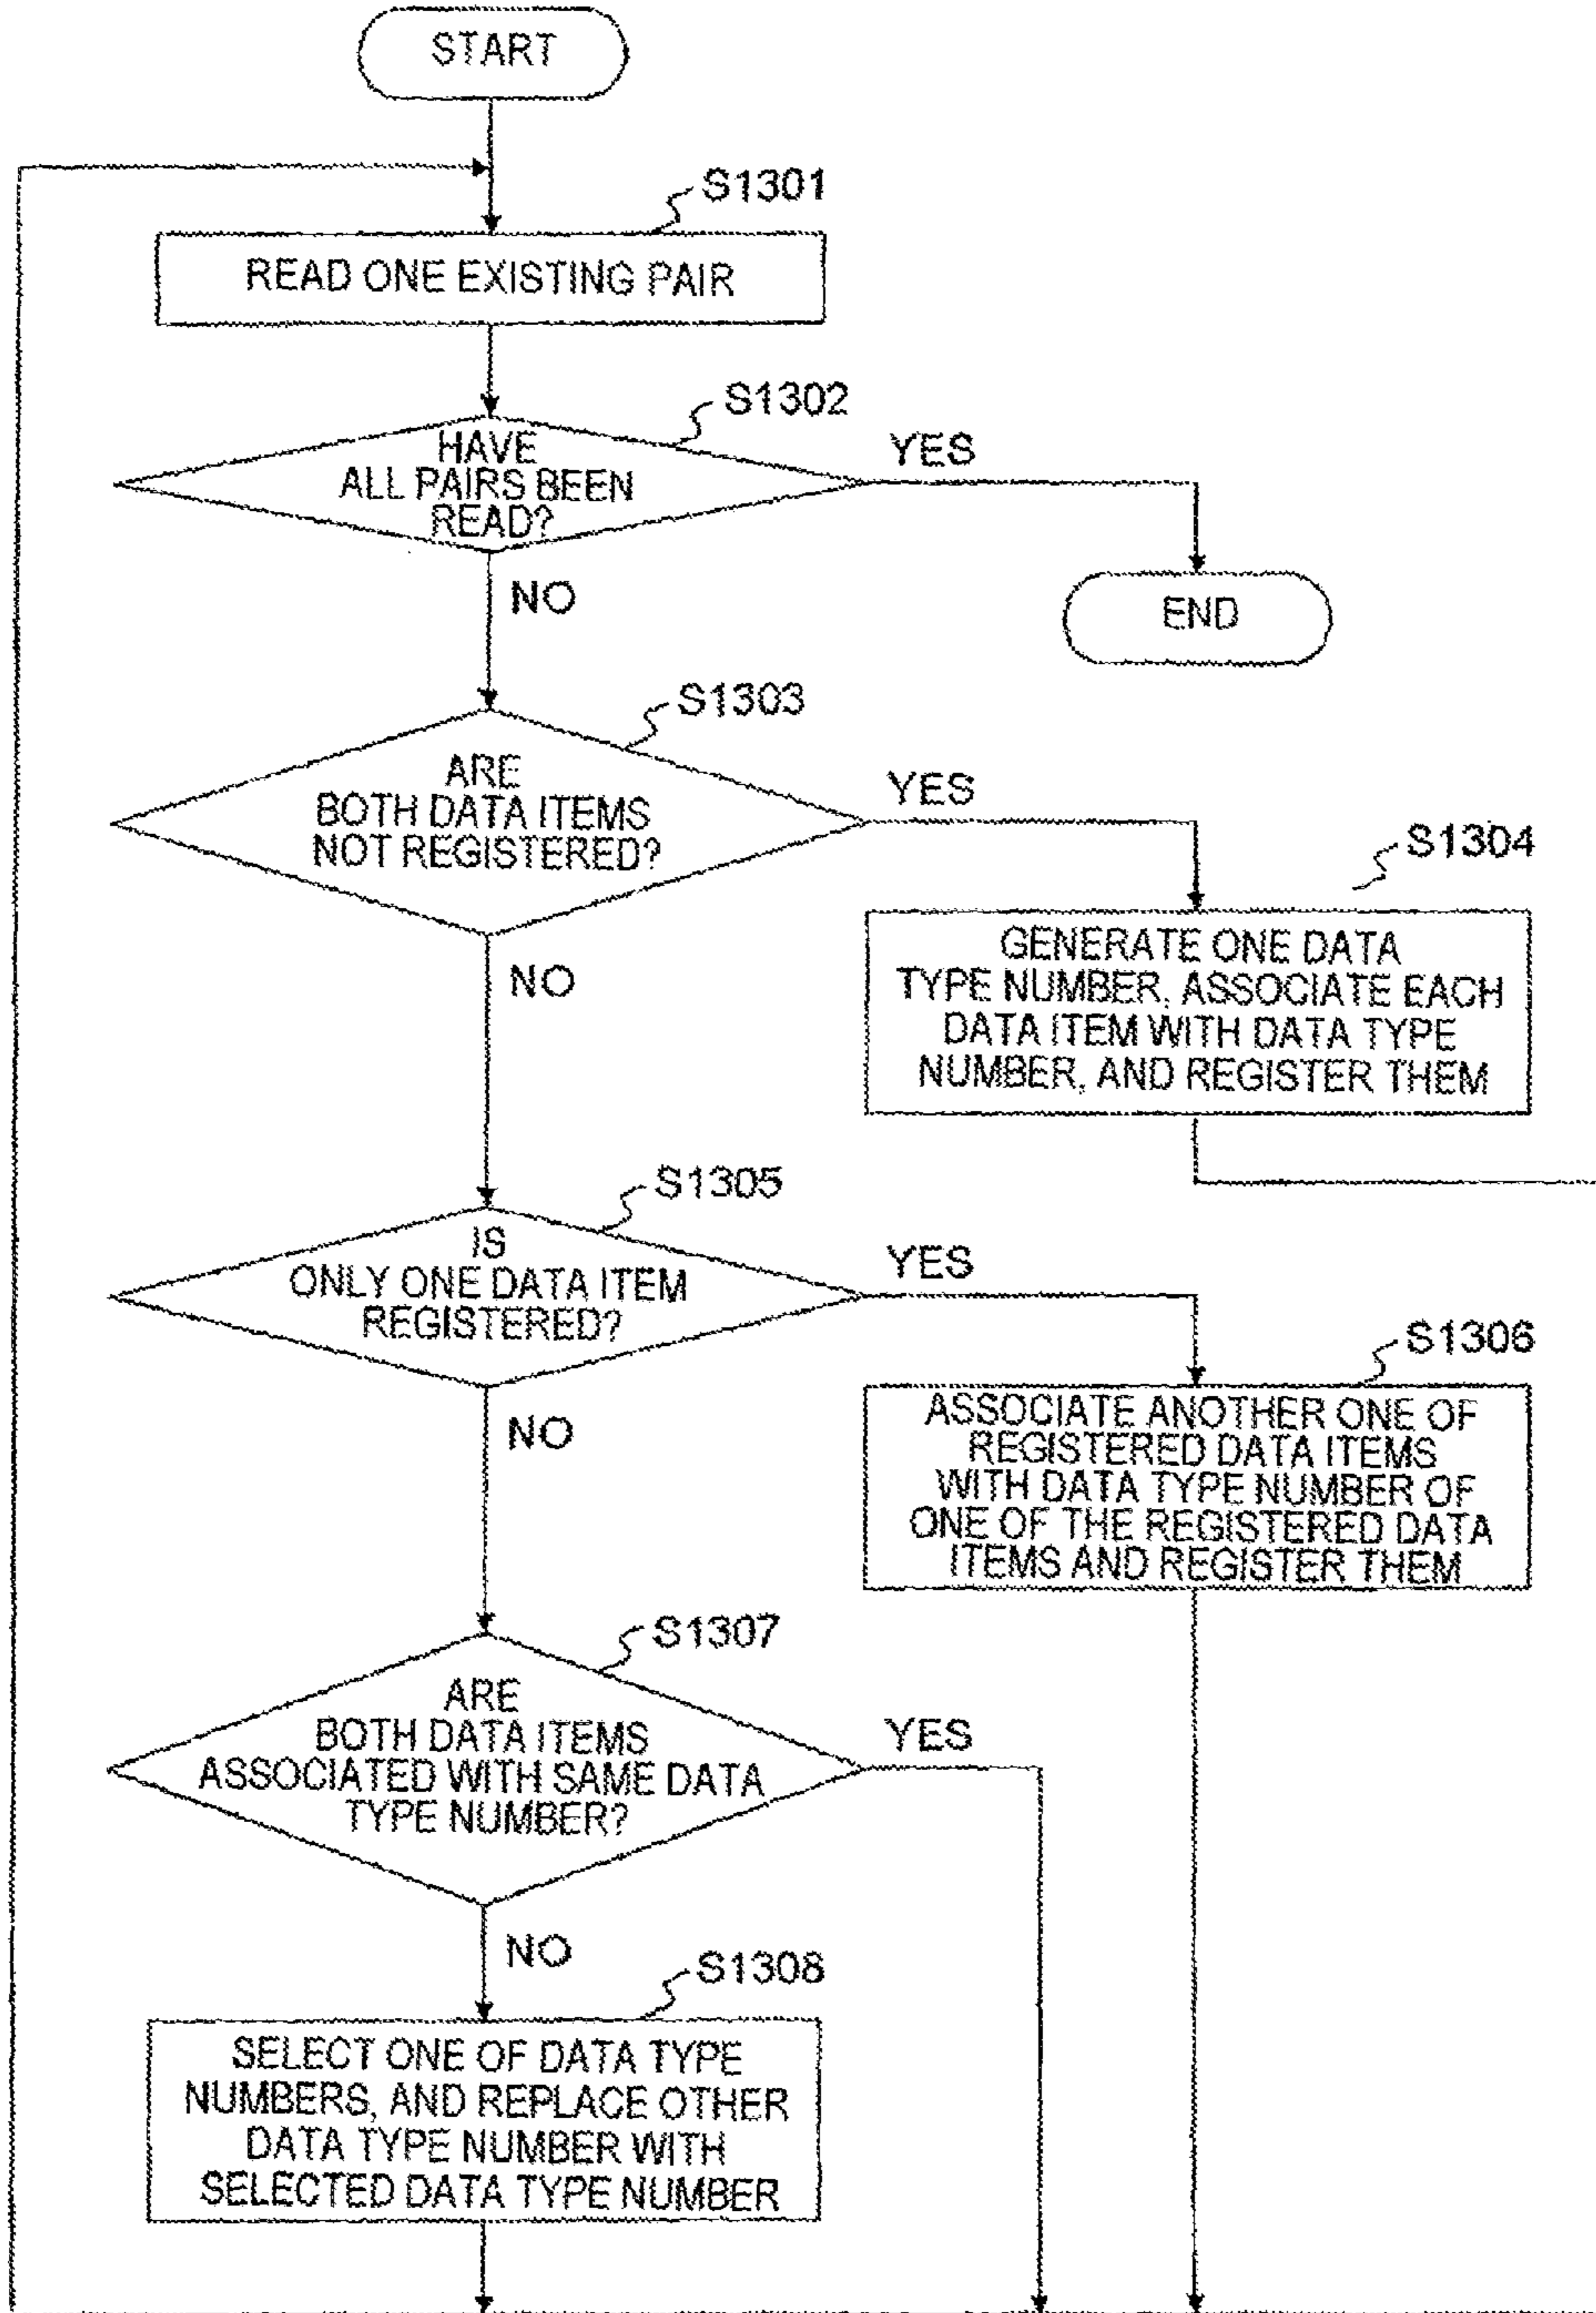 START
S1301
READ ONE EXISTING PAIR
S1302
HAVE
ALL PAIRS BEEN
READ?
YES
NO
END
S1303
ARE
BOTH DATA ITEMS
NOT REGISTERED?
YES
NO
S1304
GENERATE ONE DATA
TYPE NUMBER, ASSOCIATE EACH
DATA ITEM WITH DATA TYPE
NUMBER, AND REGISTER THEM
S1305
IS
ONLY ONE DATA ITEM
REGISTERED?
YES
NO
S1306
ASSOCIATE ANOTHER ONE OF
REGISTERED DATA ITEMS
WITH DATA TYPE NUMBER OF
ONE OF THE REGISTERED DATA
ITEMS AND REGISTER THEM
S1307
ARE
BOTH DATA ITEMS
ASSOCIATED WITH SAME DATA
TYPE NUMBER?
YES
NO
S1308
SELECT ONE OF DATA TYPE
NUMBERS, AND REPLACE OTHER
DATA TYPE NUMBER WITH
SELECTED DATA TYPE NUMBER